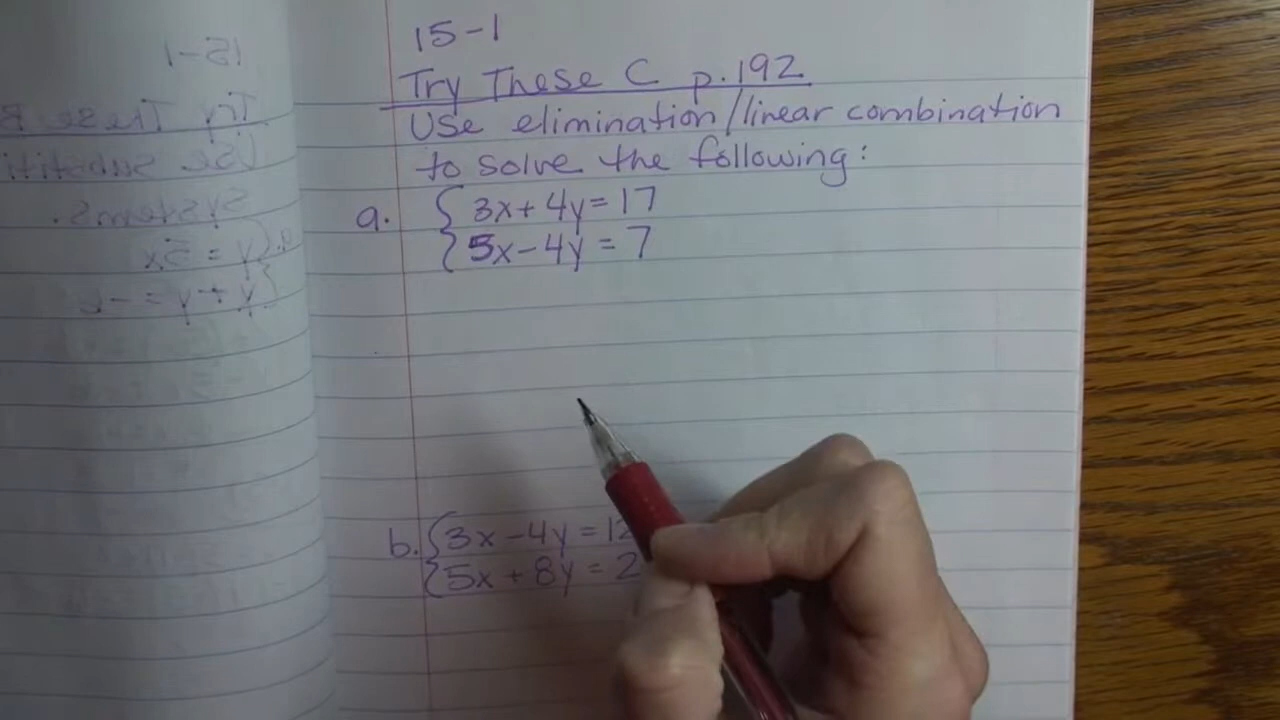 15-1
Try These C p.192
Use elimination/linear combination
to solve the following:
a. { 3x+4y=17
5x-4y=7
b. { 3x-4y=12
5x+8y=2